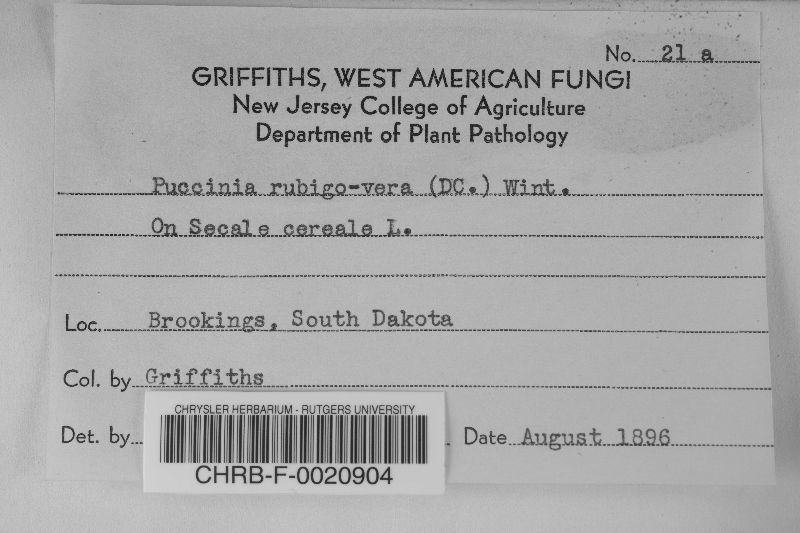 No. 21 a
GRIFFITHS, WEST AMERICAN FUNGI
New Jersey College of Agriculture
Department of Plant Pathology
Puccinia rubigo-vera (DC.) Wint.
On Secale cereale L.
Loc. Brookings, South Dakota
Col. by Griffiths
Det. by Date August 1896
CHRYSLER HERBARIUM - RUTGERS UNIVERSITY
CHRB-F-0020904